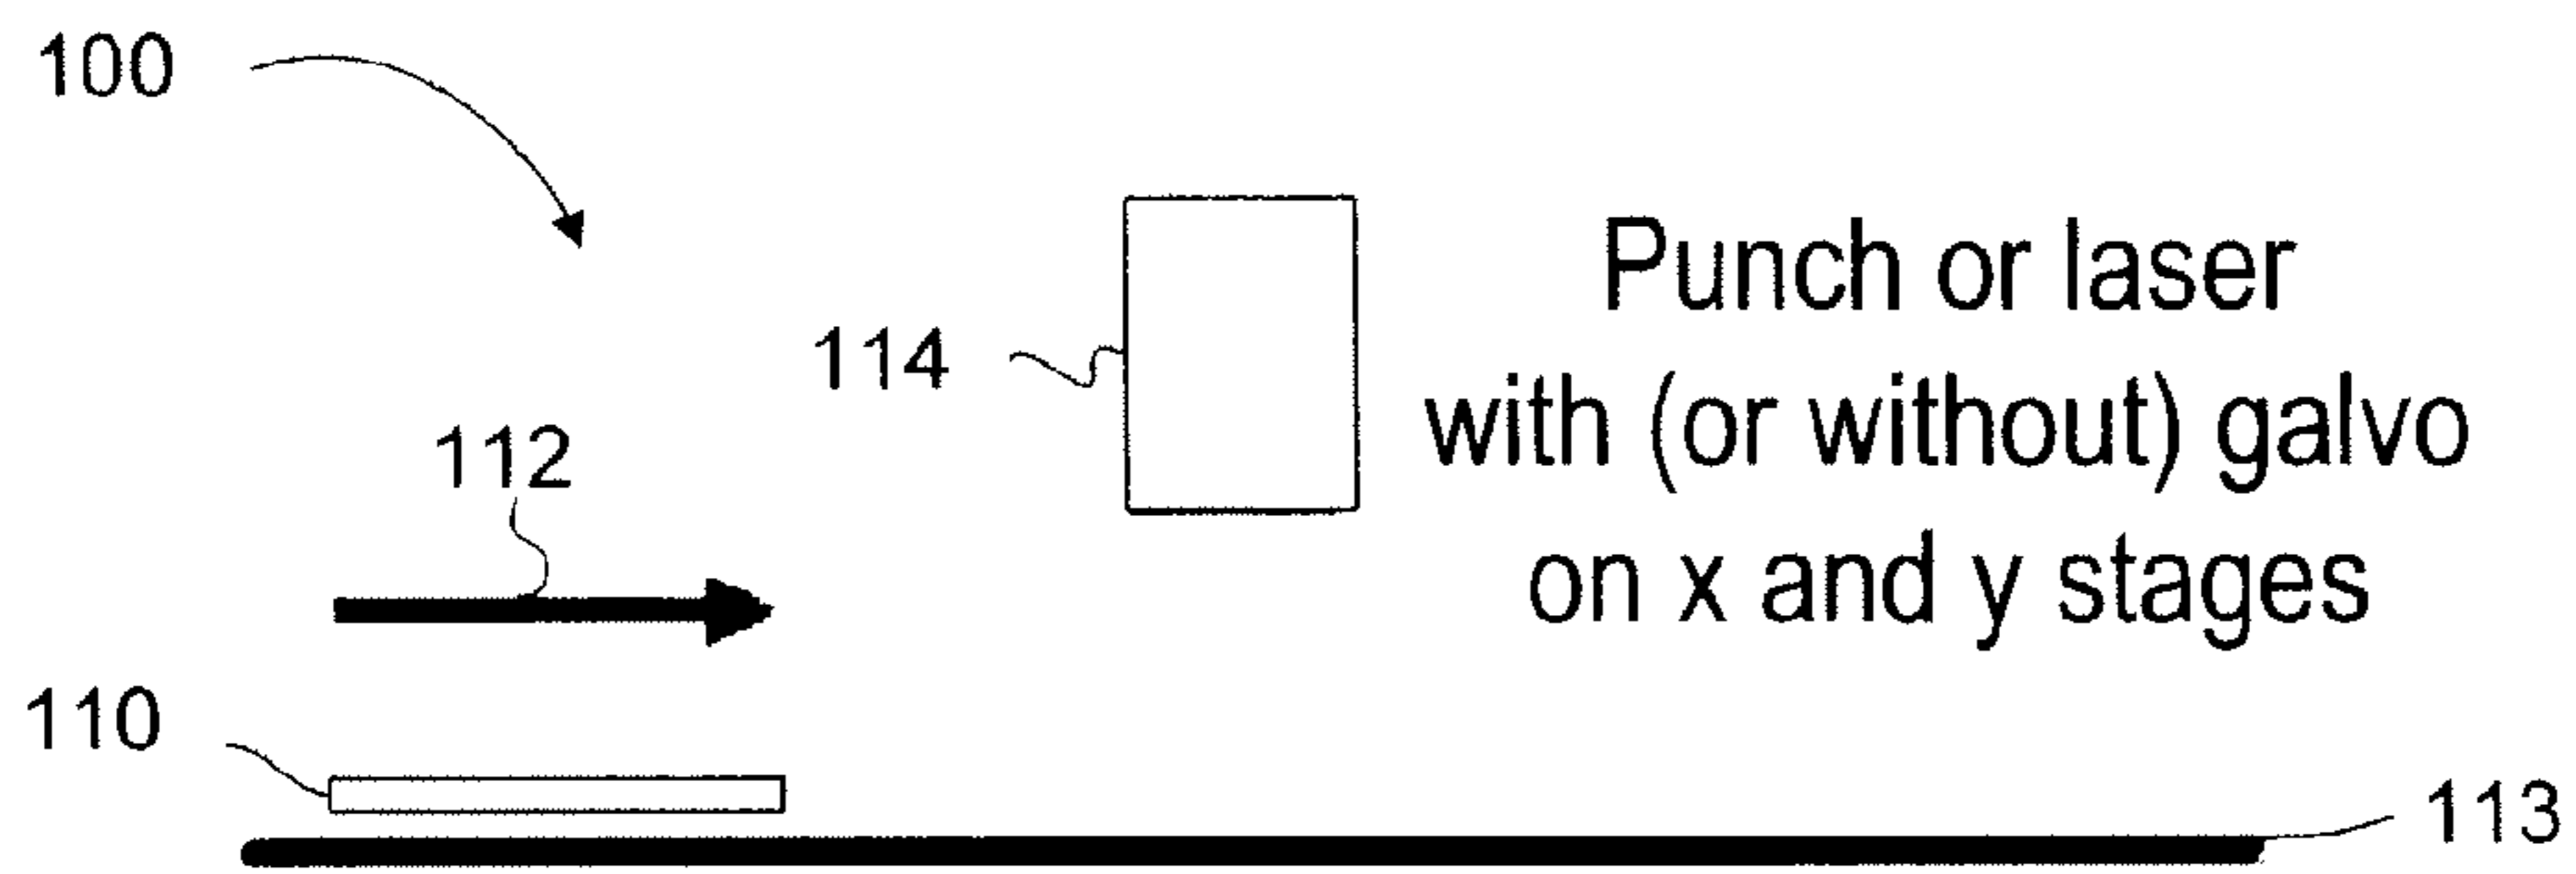 100
Punch or laser
114
with (or without) galvo
112
on x and y stages
110
113